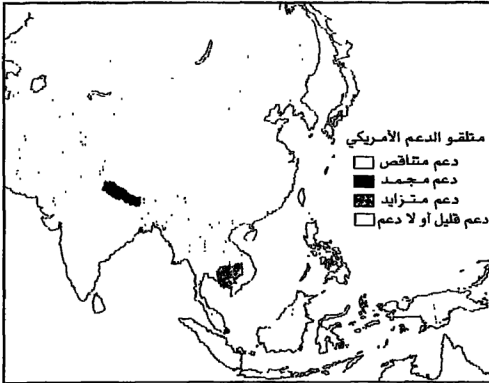 متلقو الدعم الأمريكي
دعم متناقص
دعم مجمد
دعم متزايد
دعم قليل أو لا دعم